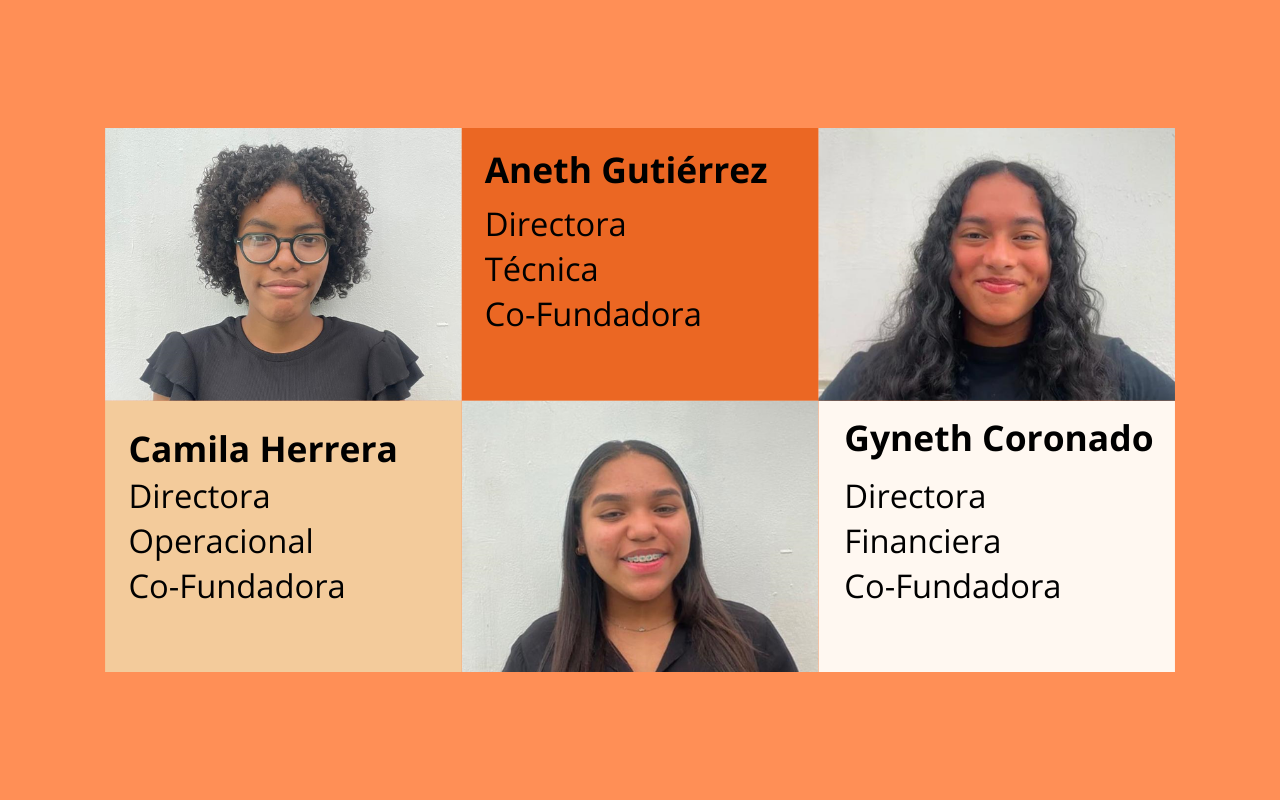 Aneth Gutiérrez
Directora
Técnica
Co-Fundadora
Camila Herrera
Directora
Operacional
Co-Fundadora
Gyneth Coronado
Directora
Financiera
Co-Fundadora